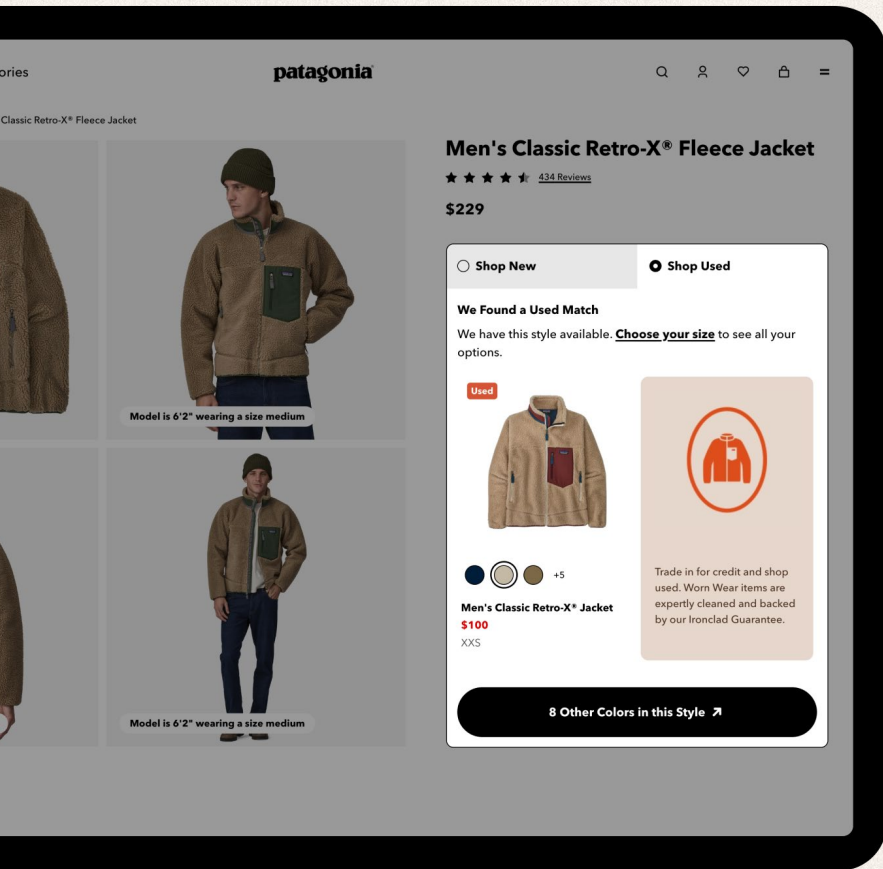 ories
patagonia
Classic Retro-X® Fleece Jacket
Model is 6'2" wearing a size medium
Model is 6'2" wearing a size medium
Men's Classic Retro-X® Fleece Jacket
434 Reviews
$229
Shop New
Shop Used
We Found a Used Match
We have this style available. Choose your size to see all your
options.
Used
+5
Men's Classic Retro-X® Jacket
$100
XXS
Trade in for credit and shop
used. Worn Wear items are
expertly cleaned and backed
by our Ironclad Guarantee.
8 Other Colors in this Style